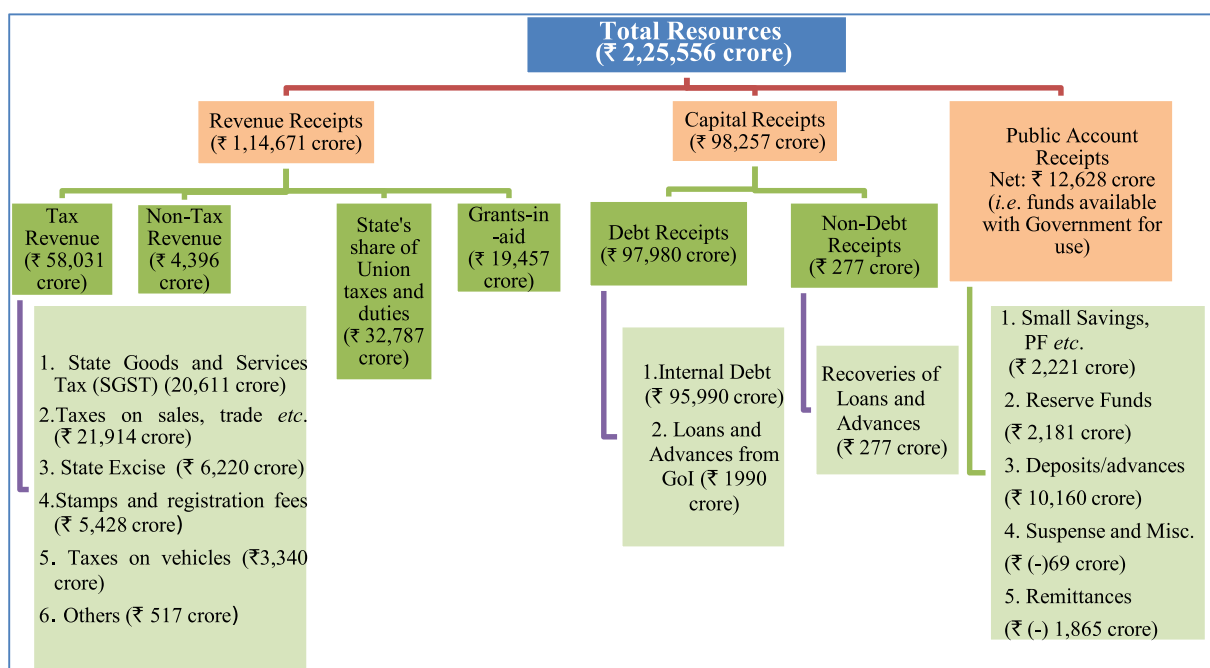 Total Resources
(₹ 2,25,556 crore)
Revenue Receipts
(₹ 1,14,671 crore)
Capital Receipts
(₹ 98,257 crore)
Public Account
Receipts
Net: ₹ 12,628 crore
(i.e. funds available
with Government for
use)
Tax
Revenue
(₹ 58,031
crore)
Non-Tax
Revenue
(₹ 4,396
crore)
State's
share of
Union
taxes and
duties
(₹ 32,787
crore)
Grants-in
-aid
(₹ 19,457
crore)
Debt Receipts
(₹ 97,980 crore)
Non-Debt
Receipts
(₹ 277 crore)
1. State Goods and Services
Tax (SGST) (20,611 crore)
2.Taxes on sales, trade etc.
(₹ 21,914 crore)
3. State Excise (₹ 6,220 crore)
4.Stamps and registration fees
(₹ 5,428 crore)
5. Taxes on vehicles (₹3,340
crore)
6. Others (₹ 517 crore)
1.Internal Debt
(₹ 95,990 crore)
2. Loans and
Advances from
GoI (₹ 1990
crore)
Recoveries of
Loans and
Advances
(₹ 277 crore)
1. Small Savings,
PF etc.
(₹ 2,221 crore)
2. Reserve Funds
(₹ 2,181 crore)
3. Deposits/advances
(₹ 10,160 crore)
4. Suspense and Misc.
(₹ (-)69 crore)
5. Remittances
(₹ (-) 1,865 crore)